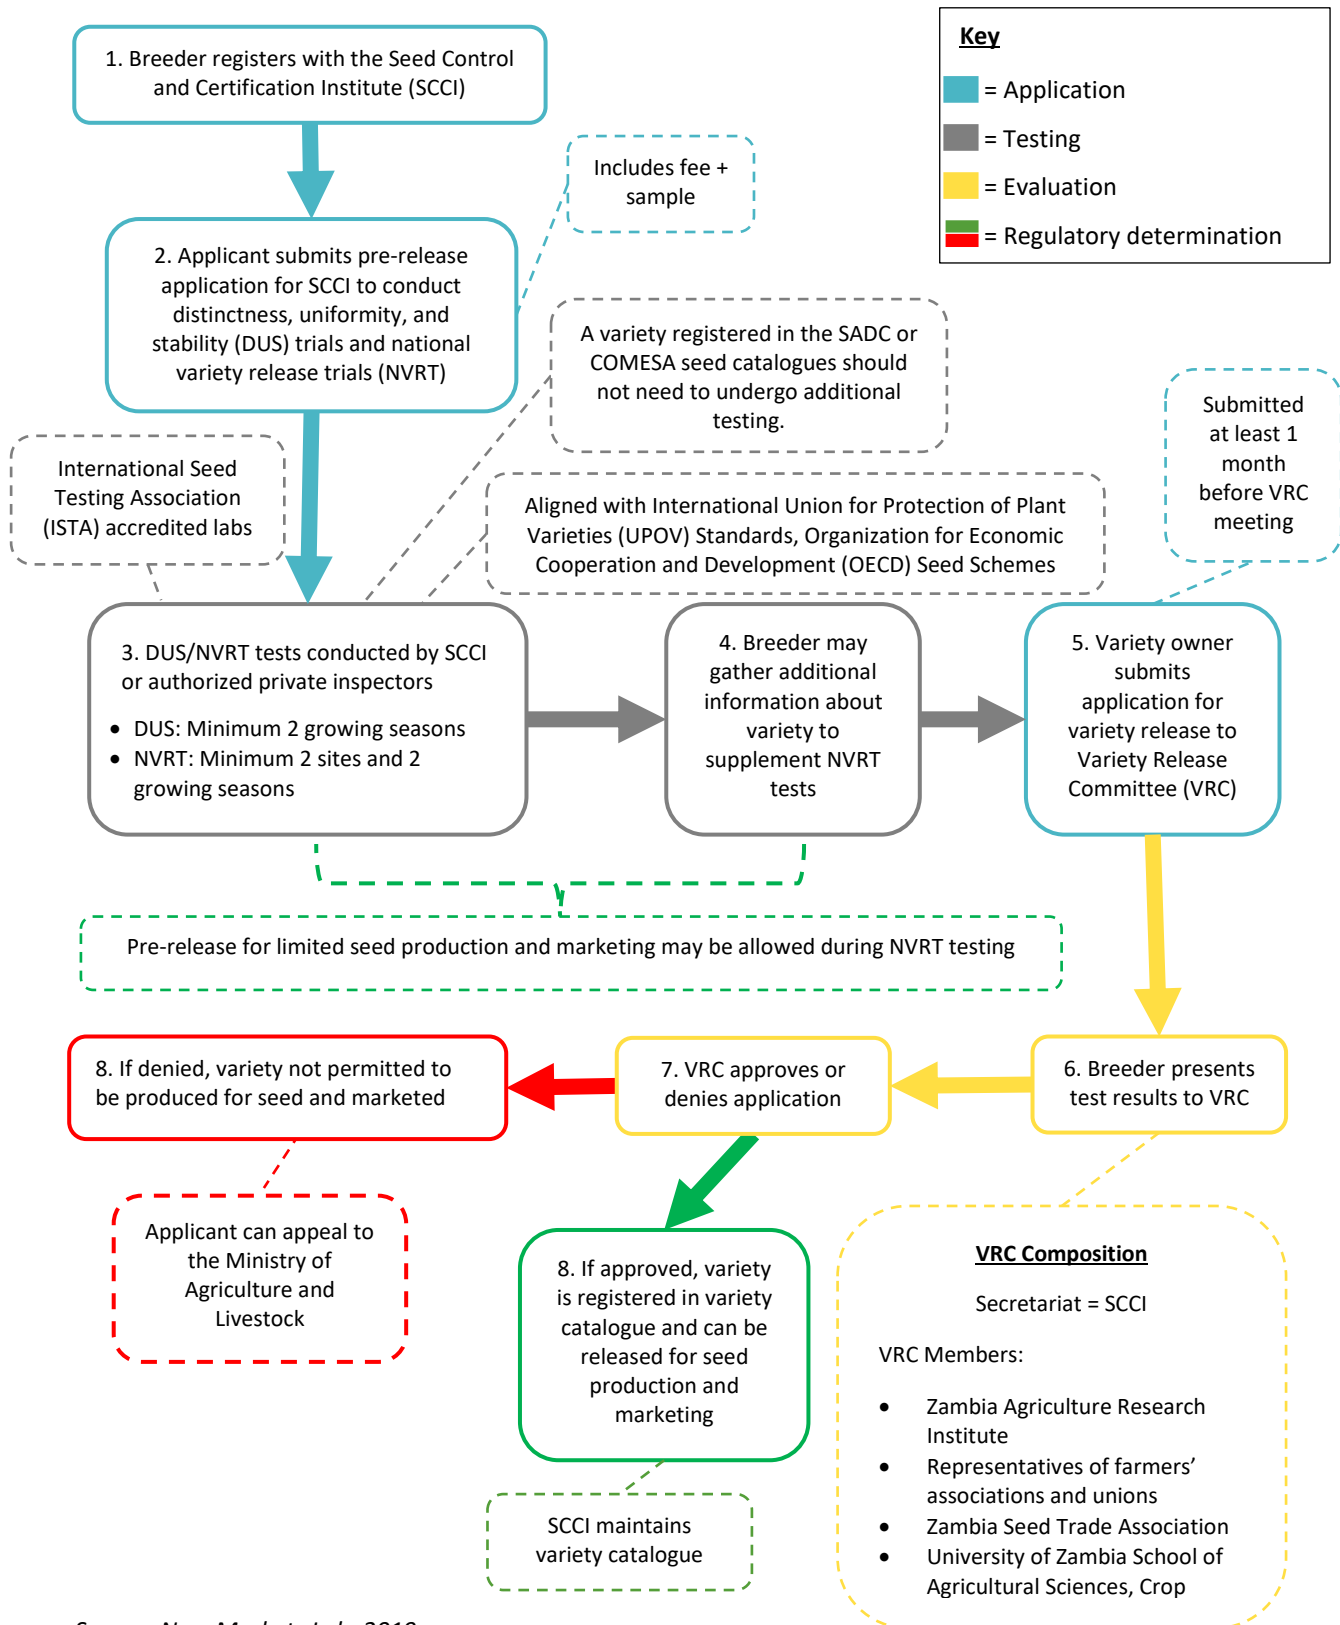 1. Breeder registers with the Seed Control
and Certification Institute (SCCI)
Key
= Application
= Testing
= Evaluation
= Regulatory determination
Includes fee +
sample
2. Applicant submits pre-release
application for SCCI to conduct
distinctness, uniformity, and
stability (DUS) trials and national
variety release trials (NVRT)
A variety registered in the SADC or
COMESA seed catalogues should
not need to undergo additional
testing.
Submitted
at least 1
month
before VRC
meeting
International Seed
Testing Association
(ISTA) accredited labs
Aligned with International Union for Protection of Plant
Varieties (UPOV) Standards, Organization for Economic
Cooperation and Development (OECD) Seed Schemes
3. DUS/NVRT tests conducted by SCCI
or authorized private inspectors
• DUS: Minimum 2 growing seasons
• NVRT: Minimum 2 sites and 2
growing seasons
4. Breeder may
gather additional
information about
variety to
supplement NVRT
tests
5. Variety owner
submits
application for
variety release to
Variety Release
Committee (VRC)
Pre-release for limited seed production and marketing may be allowed during NVRT testing
8. If denied, variety not permitted to
be produced for seed and marketed
7. VRC approves or
denies application
6. Breeder presents
test results to VRC
Applicant can appeal to
the Ministry of
Agriculture and
Livestock
8. If approved, variety
is registered in variety
catalogue and can be
released for seed
production and
marketing
SCCI maintains
variety catalogue
VRC Composition
Secretariat = SCCI
VRC Members:
• Zambia Agriculture Research
Institute
• Representatives of farmers’
associations and unions
• Zambia Seed Trade Association
• University of Zambia School of
Agricultural Sciences, Crop